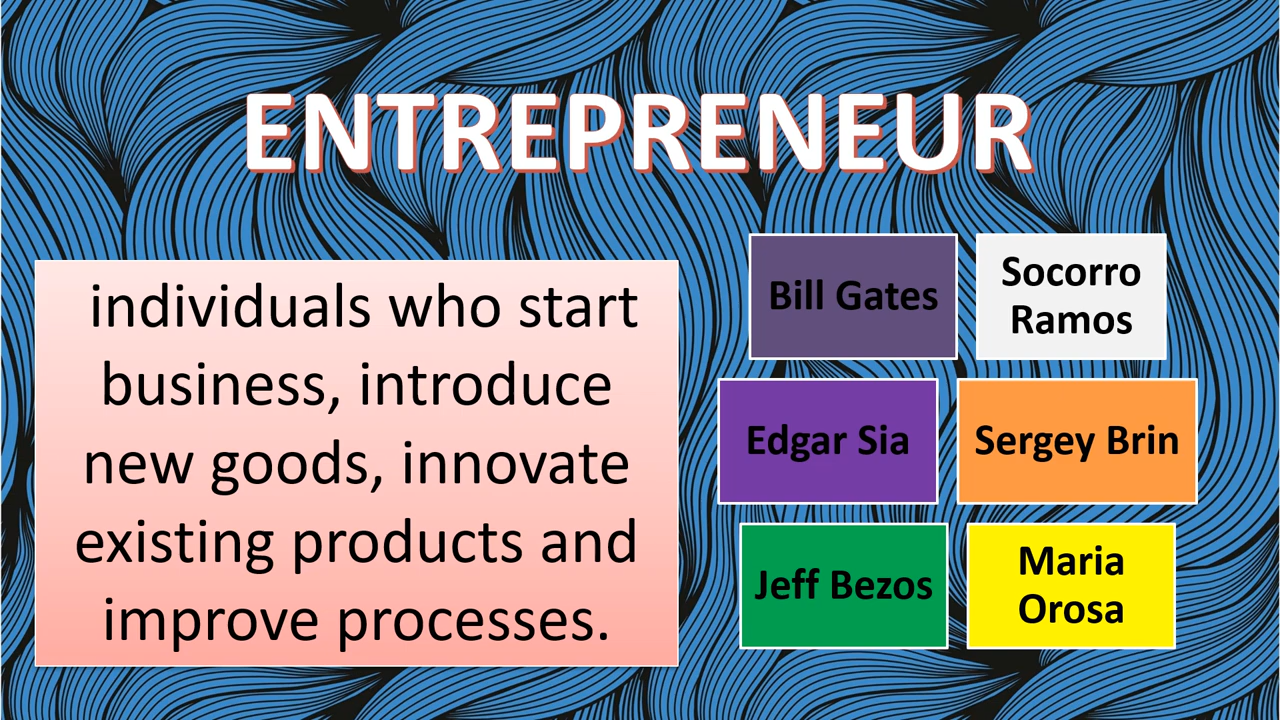 ENTREPRENEUR
individuals who start
business, introduce
new goods, innovate
existing products and
improve processes.
Bill Gates
Socorro
Ramos
Edgar Sia
Sergey Brin
Jeff Bezos
Maria
Orosa